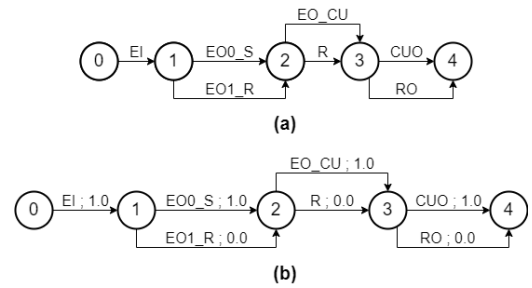 EO_CU
0 EI 1 EO0_S 2 R 3 CUO 4
EO1_R RO
(a)
EO_CU ; 1.0
0 EI ; 1.0 1 EO0_S ; 1.0 2 R ; 0.0 3 CUO ; 1.0 4
EO1_R ; 0.0 RO ; 0.0
(b)